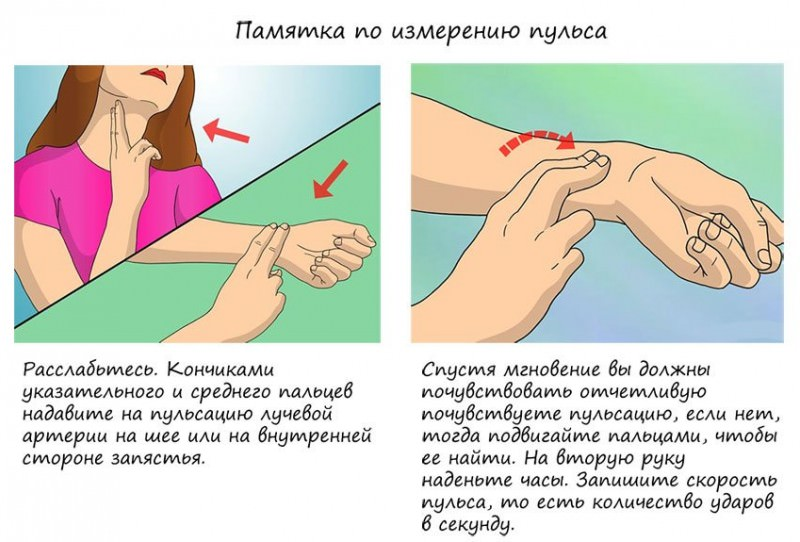 Памятка по измерению пульса
Расслабьтесь. Кончиками
указательного и среднего пальцев
надавите на пульсацию лучевой
артерии на шее или на внутренней
стороне запястья.
Спустя мгновение вы должны
почувствовать отчетливую
почувствуете пульсацию, если нет,
тогда подвигайте пальцами, чтобы
ее найти. На вторую руку
наденьте часы. Запишите скорость
пульса, то есть количество ударов
в секунду.